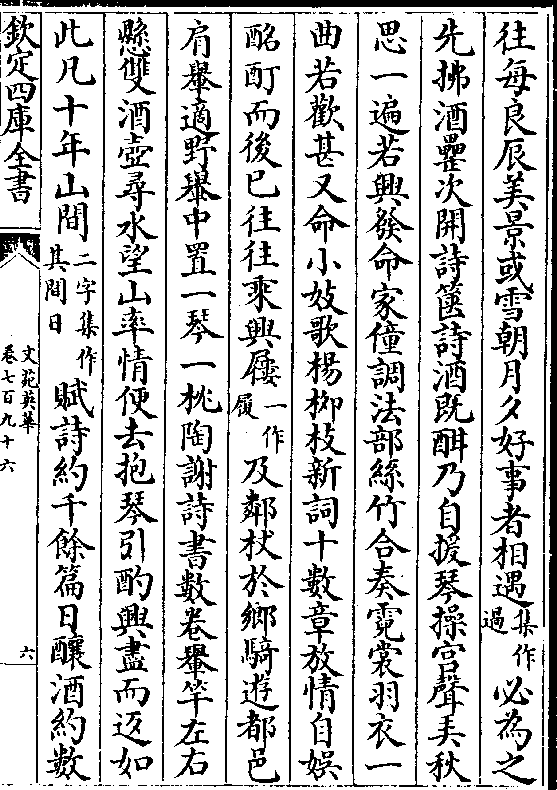 往每良辰美景或雪朝月夕好事者相遇集作過必為之
先拂酒罍次開詩篋詩酒既酣乃自援琴操宮聲弄秋
思一遍若興發命家僮調法部絲竹合奏霓裳羽衣一
曲若歡甚又命小妓歌楊柳枝新詞十數章放情自娛
酩酊而後已往往乘興屨一作履及鄰杖於鄉騎遊都邑
肩舉適野舉中置一琴一枕陶謝詩書數卷舉竿左右
懸雙酒壺尋水望山率情便去抱琴引酌興盡而返如
此凡十年山間二字集作其間日賦詩約千餘篇日釀酒約數
欽定四庫全書
文苑英華
卷七百九十六
六